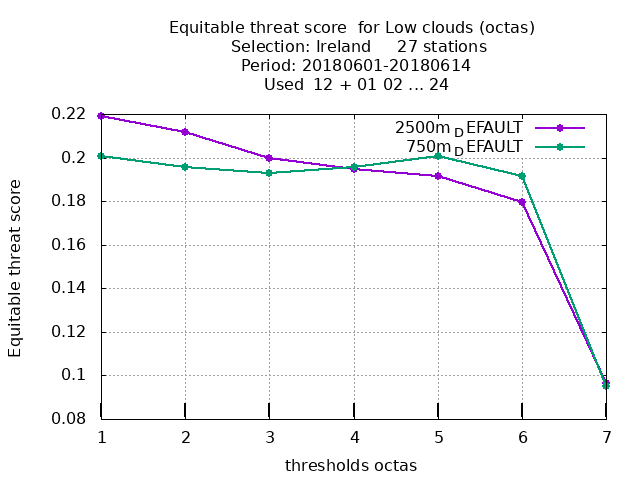 Equitable threat score for Low clouds (octas)
Selection: Ireland 27 stations
Period: 20180601-20180614
Used 12 + 01 02 ... 24
2500m_DEFAULT
750m_DEFAULT
0.22
0.2
0.18
0.16
0.14
0.12
0.1
0.08
Equitable threat score
1 2 3 4 5 6 7
thresholds octas